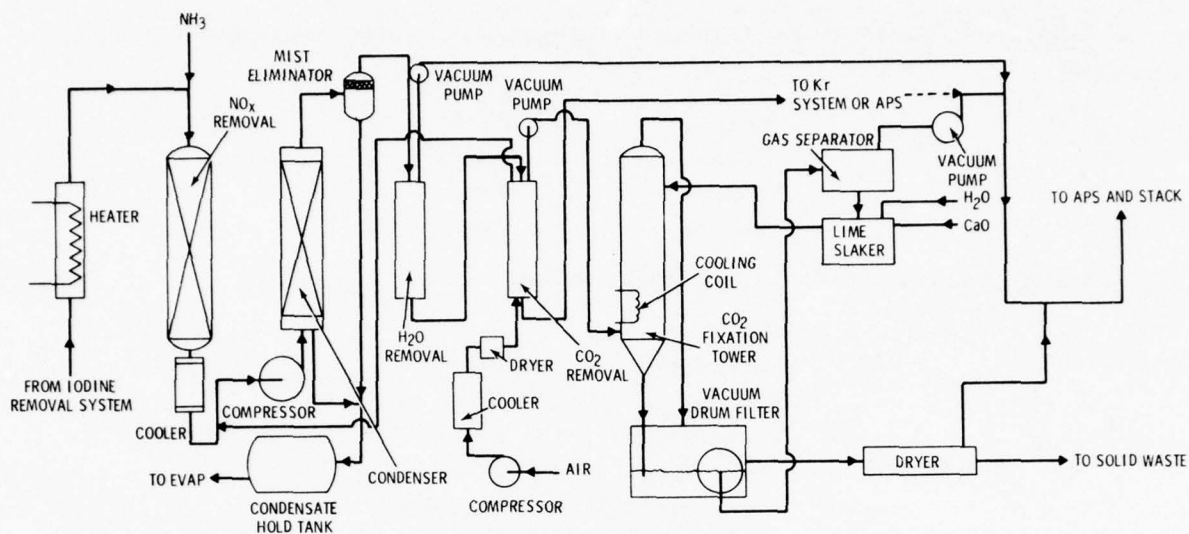 NH3
MIST
ELIMINATOR
VACUUM
PUMP
VACUUM
PUMP
TO Kr
SYSTEM OR APS
NOX
REMOVAL
GAS SEPARATOR
VACUUM
PUMP
TO APS AND STACK
HEATER
H2O
CaO
LIME
SLAKER
COOLING
COIL
CO2
FIXATION
TOWER
H2O
REMOVAL
DRYER
CO2
REMOVAL
FROM IODINE
REMOVAL SYSTEM
COMPRESSOR
COOLER
COOLER
VACUUM
DRUM FILTER
CONDENSER
AIR
COMPRESSOR
DRYER
TO SOLID WASTE
TO EVAP
CONDENSATE
HOLD TANK